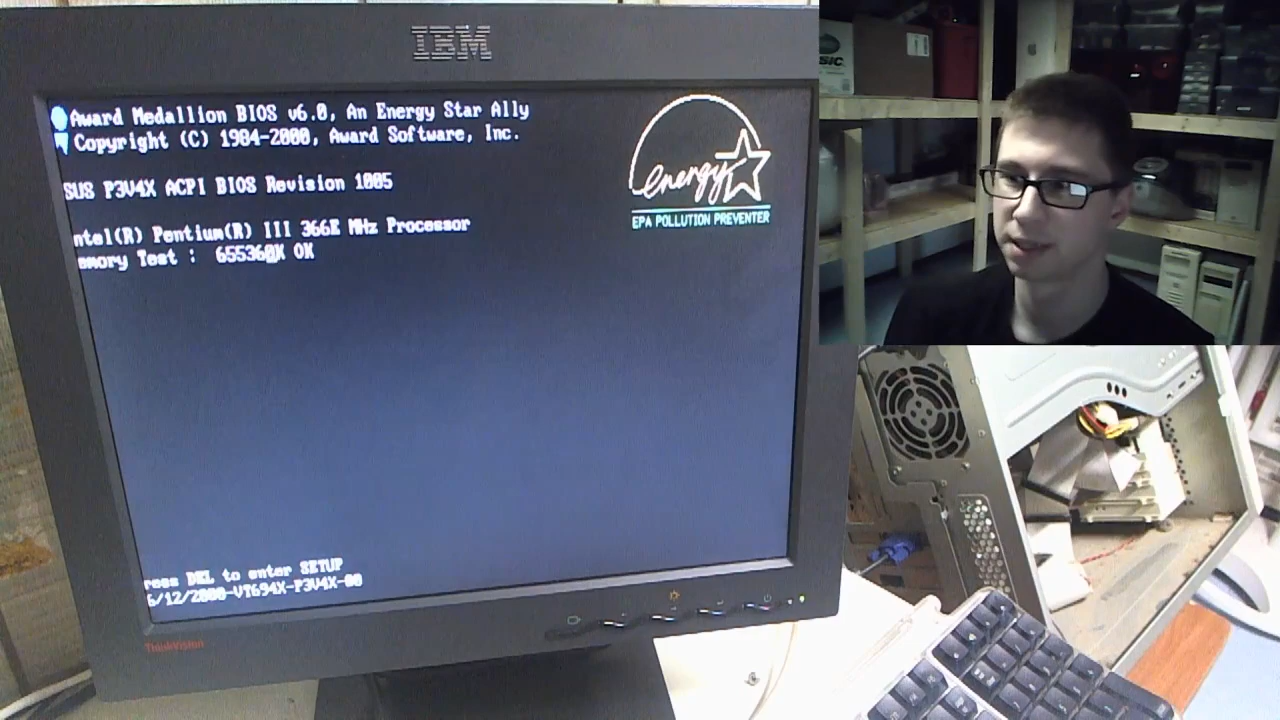 IBM
Award Medallion BIOS v6.0, An Energy Star Ally
Copyright (C) 1984-2000, Award Software, Inc.
energy
EPA POLLUTION PREVENTER
SUS P3V4X ACPI BIOS Revision 1005
ntel(R) Pentium(R) III 366E MHz Processor
emory Test : 655360K OK
ress DEL to enter SETUP
6/12/2000-VT694X-P3V4X-00
ThinkVision